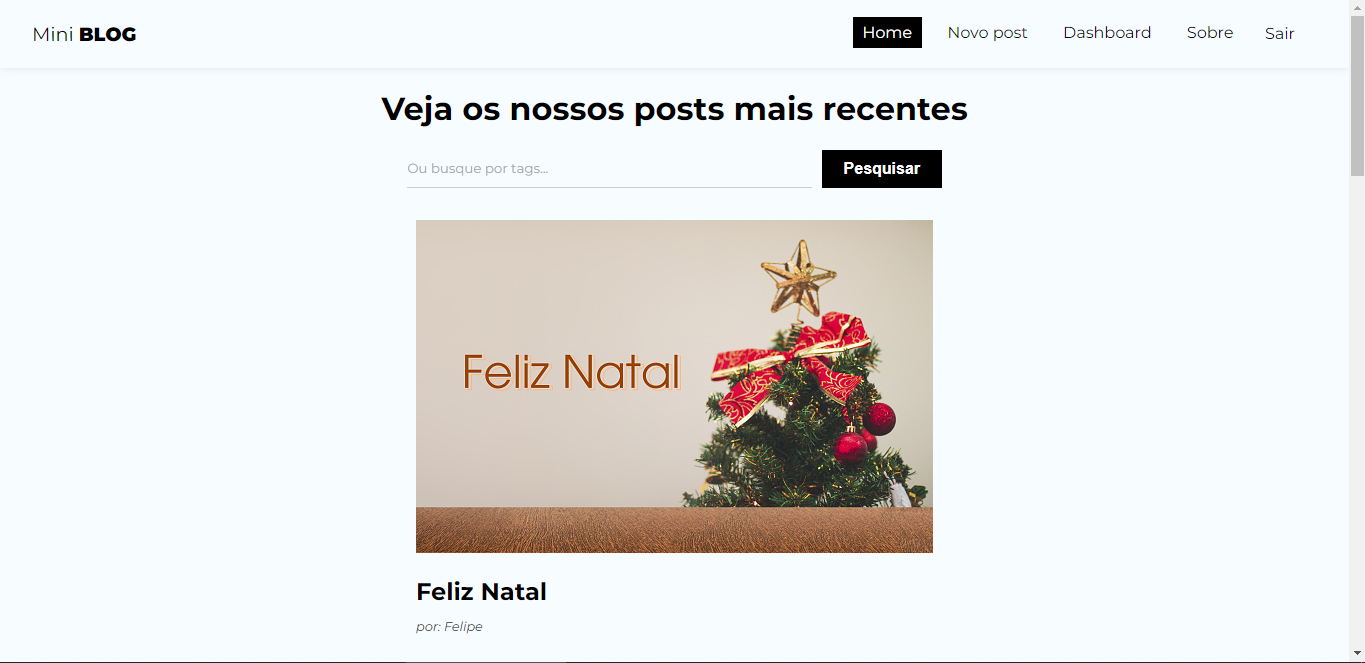 Mini BLOG
Home Novo post Dashboard Sobre Sair
Veja os nossos posts mais recentes
Ou busque por tags...
Pesquisar
Feliz Natal
Feliz Natal
por: Felipe